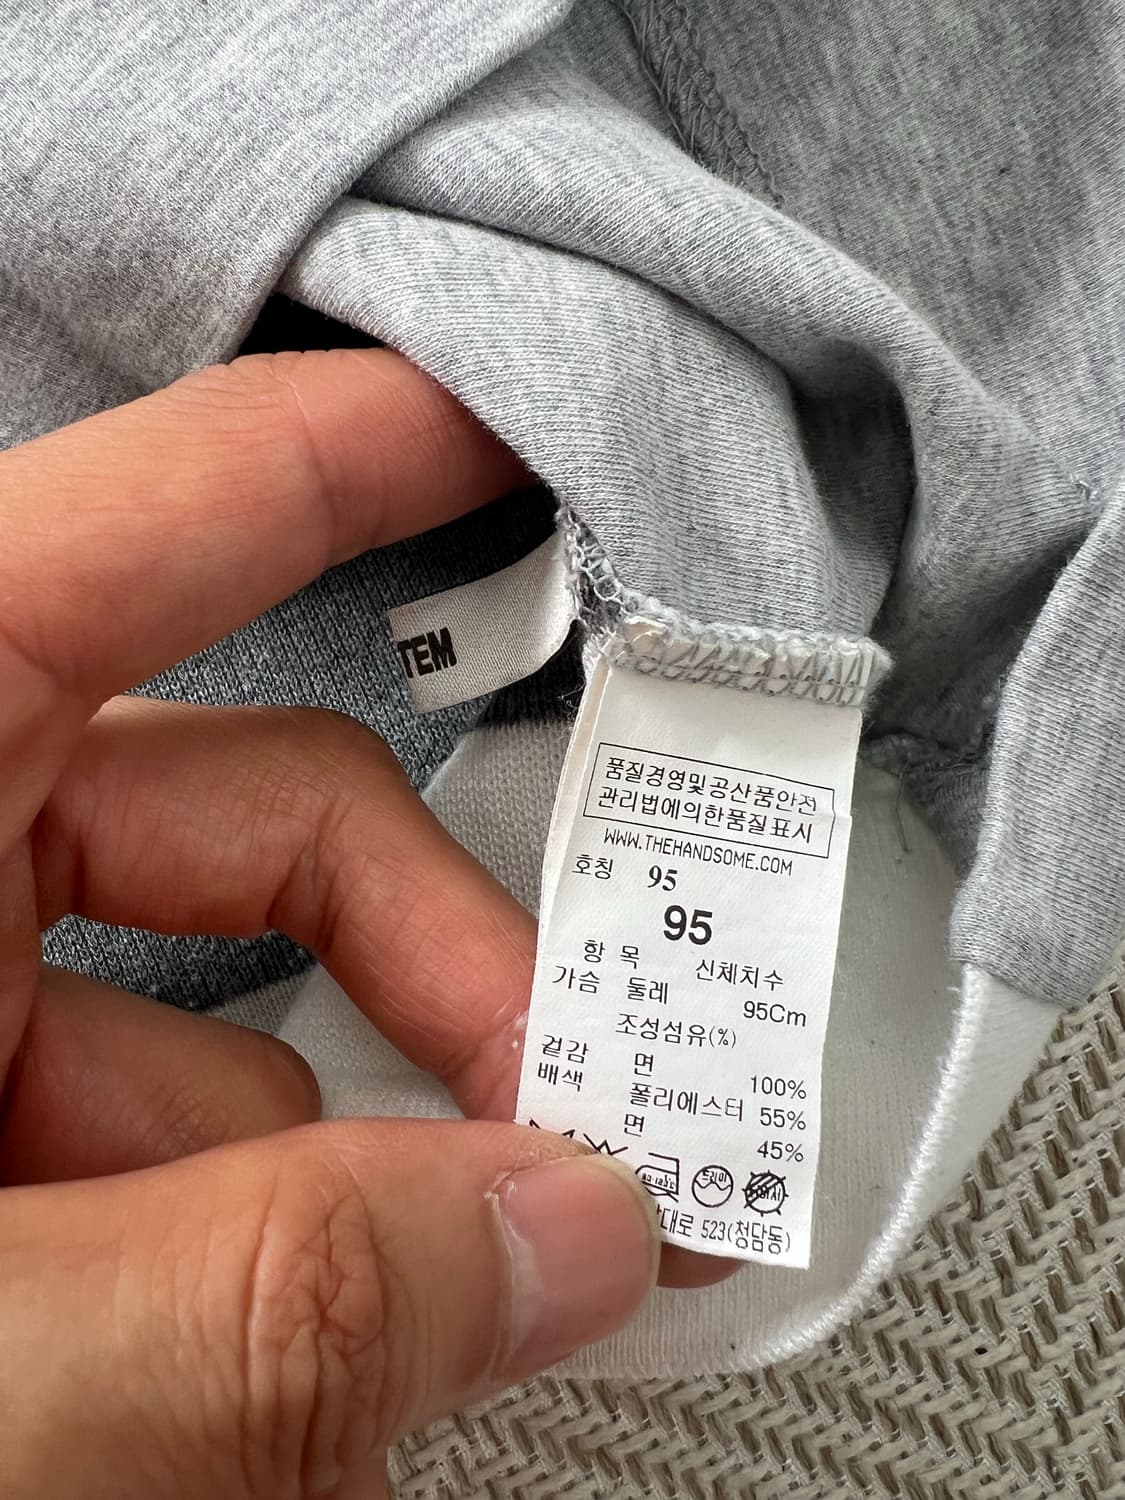 TEM
품질경영및공산품안전
관리법에의한품질표시
WWW.THEHANDSOME.COM
호칭 95
95
항 목 신체치수
가슴 둘레 95Cm
조성섬유(%)
겉감 면 100%
배색 폴리에스터 55%
면 45%
드라이
대로 523(청담동)